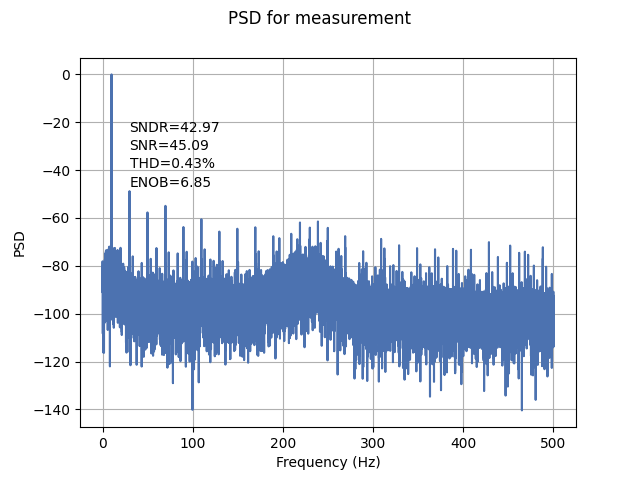 PSD for measurement
0
−20
−40
−60
−80
−100
−120
−140
PSD
SNDR=42.97
SNR=45.09
THD=0.43%
ENOB=6.85
0 100 200 300 400 500
Frequency (Hz)